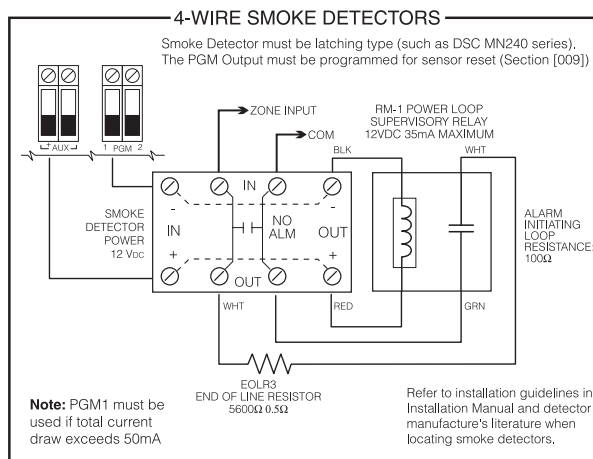 4-WIRE SMOKE DETECTORS
Smoke Detector must be latching type (such as DSC MN240 series).
The PGM Output must be programmed for sensor reset (Section [009])
+ AUX -
1 PGM 2
ZONE INPUT
COM
BLK
RM-1 POWER LOOP
SUPERVISORY RELAY
12VDC 35mA MAXIMUM
WHT
SMOKE
DETECTOR
POWER
12 VDC
-
IN
+
IN
NO
ALM
OUT
-
OUT
+
ALARM
INITIATING
LOOP
RESISTANCE:
100Ω
WHT
RED
GRN
EOLR3
END OF LINE RESISTOR
5600Ω 0.5Ω
Note: PGM1 must be
used if total current
draw exceeds 50mA
Refer to installation guidelines in
Installation Manual and detector
manufacture's literature when
locating smoke detectors.